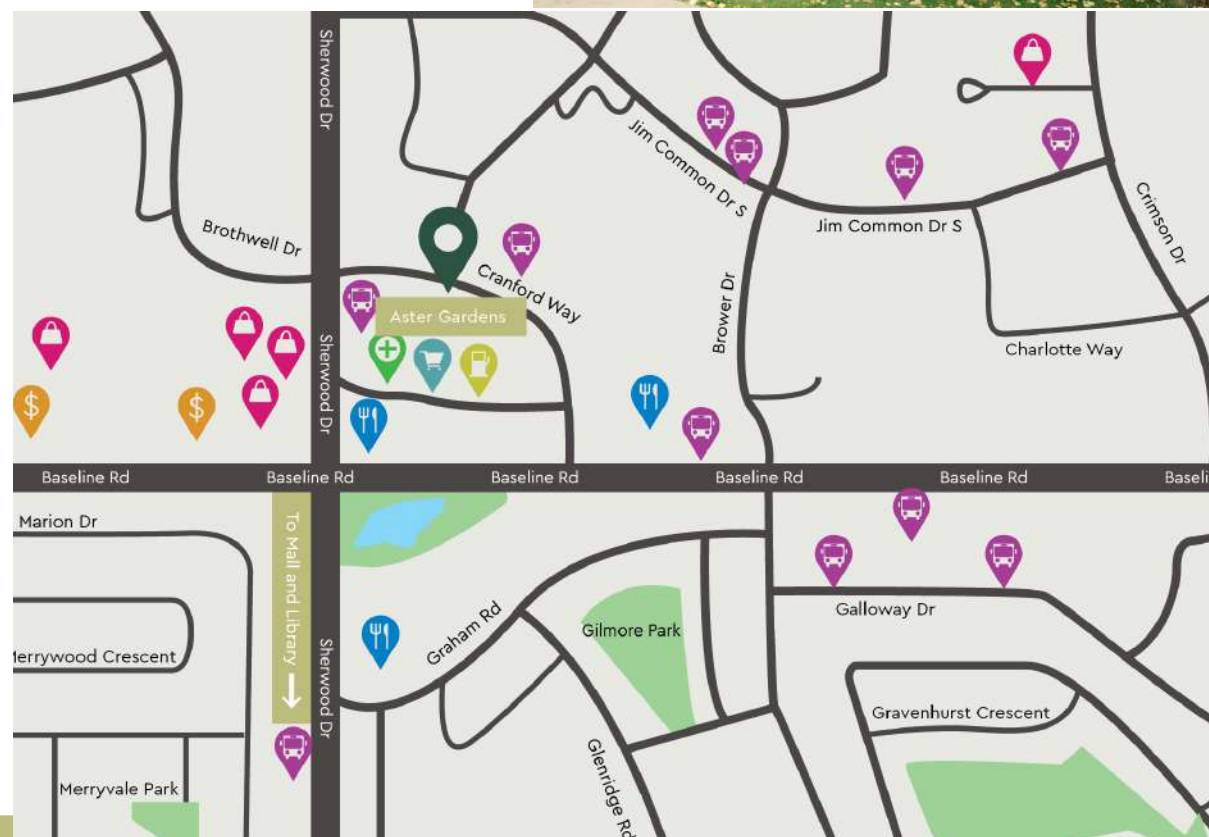 Sherwood Dr
Jim Common Dr S
Jim Common Dr S
Crimson Dr
Brothwell Dr
Cranford Way
Aster Gardens
Sherwood Dr
Brower Dr
Charlotte Way
$
$
Baseline Rd
Baseline Rd
Baseline Rd
Baseline Rd
Baseline Rd
Baseli
Marion Dr
To Mall and Library
Galloway Dr
Gilmore Park
Graham Rd
Sherwood Dr
Merrywood Crescent
Gravenhurst Crescent
Glenridge Rd
Merryvale Park